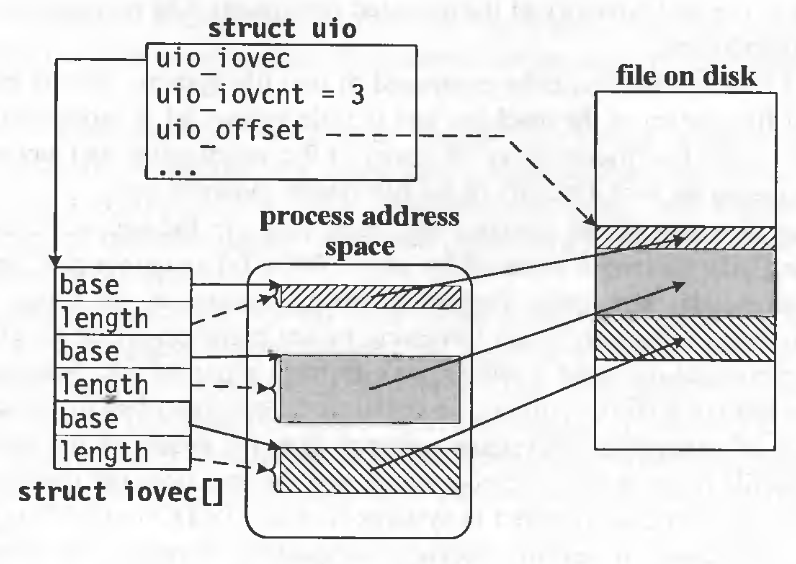 struct uio
uio_iovec
uio_iovcnt = 3
uio_offset
...
file on disk
process address
space
base
length
base
length
base
length
struct iovec[]